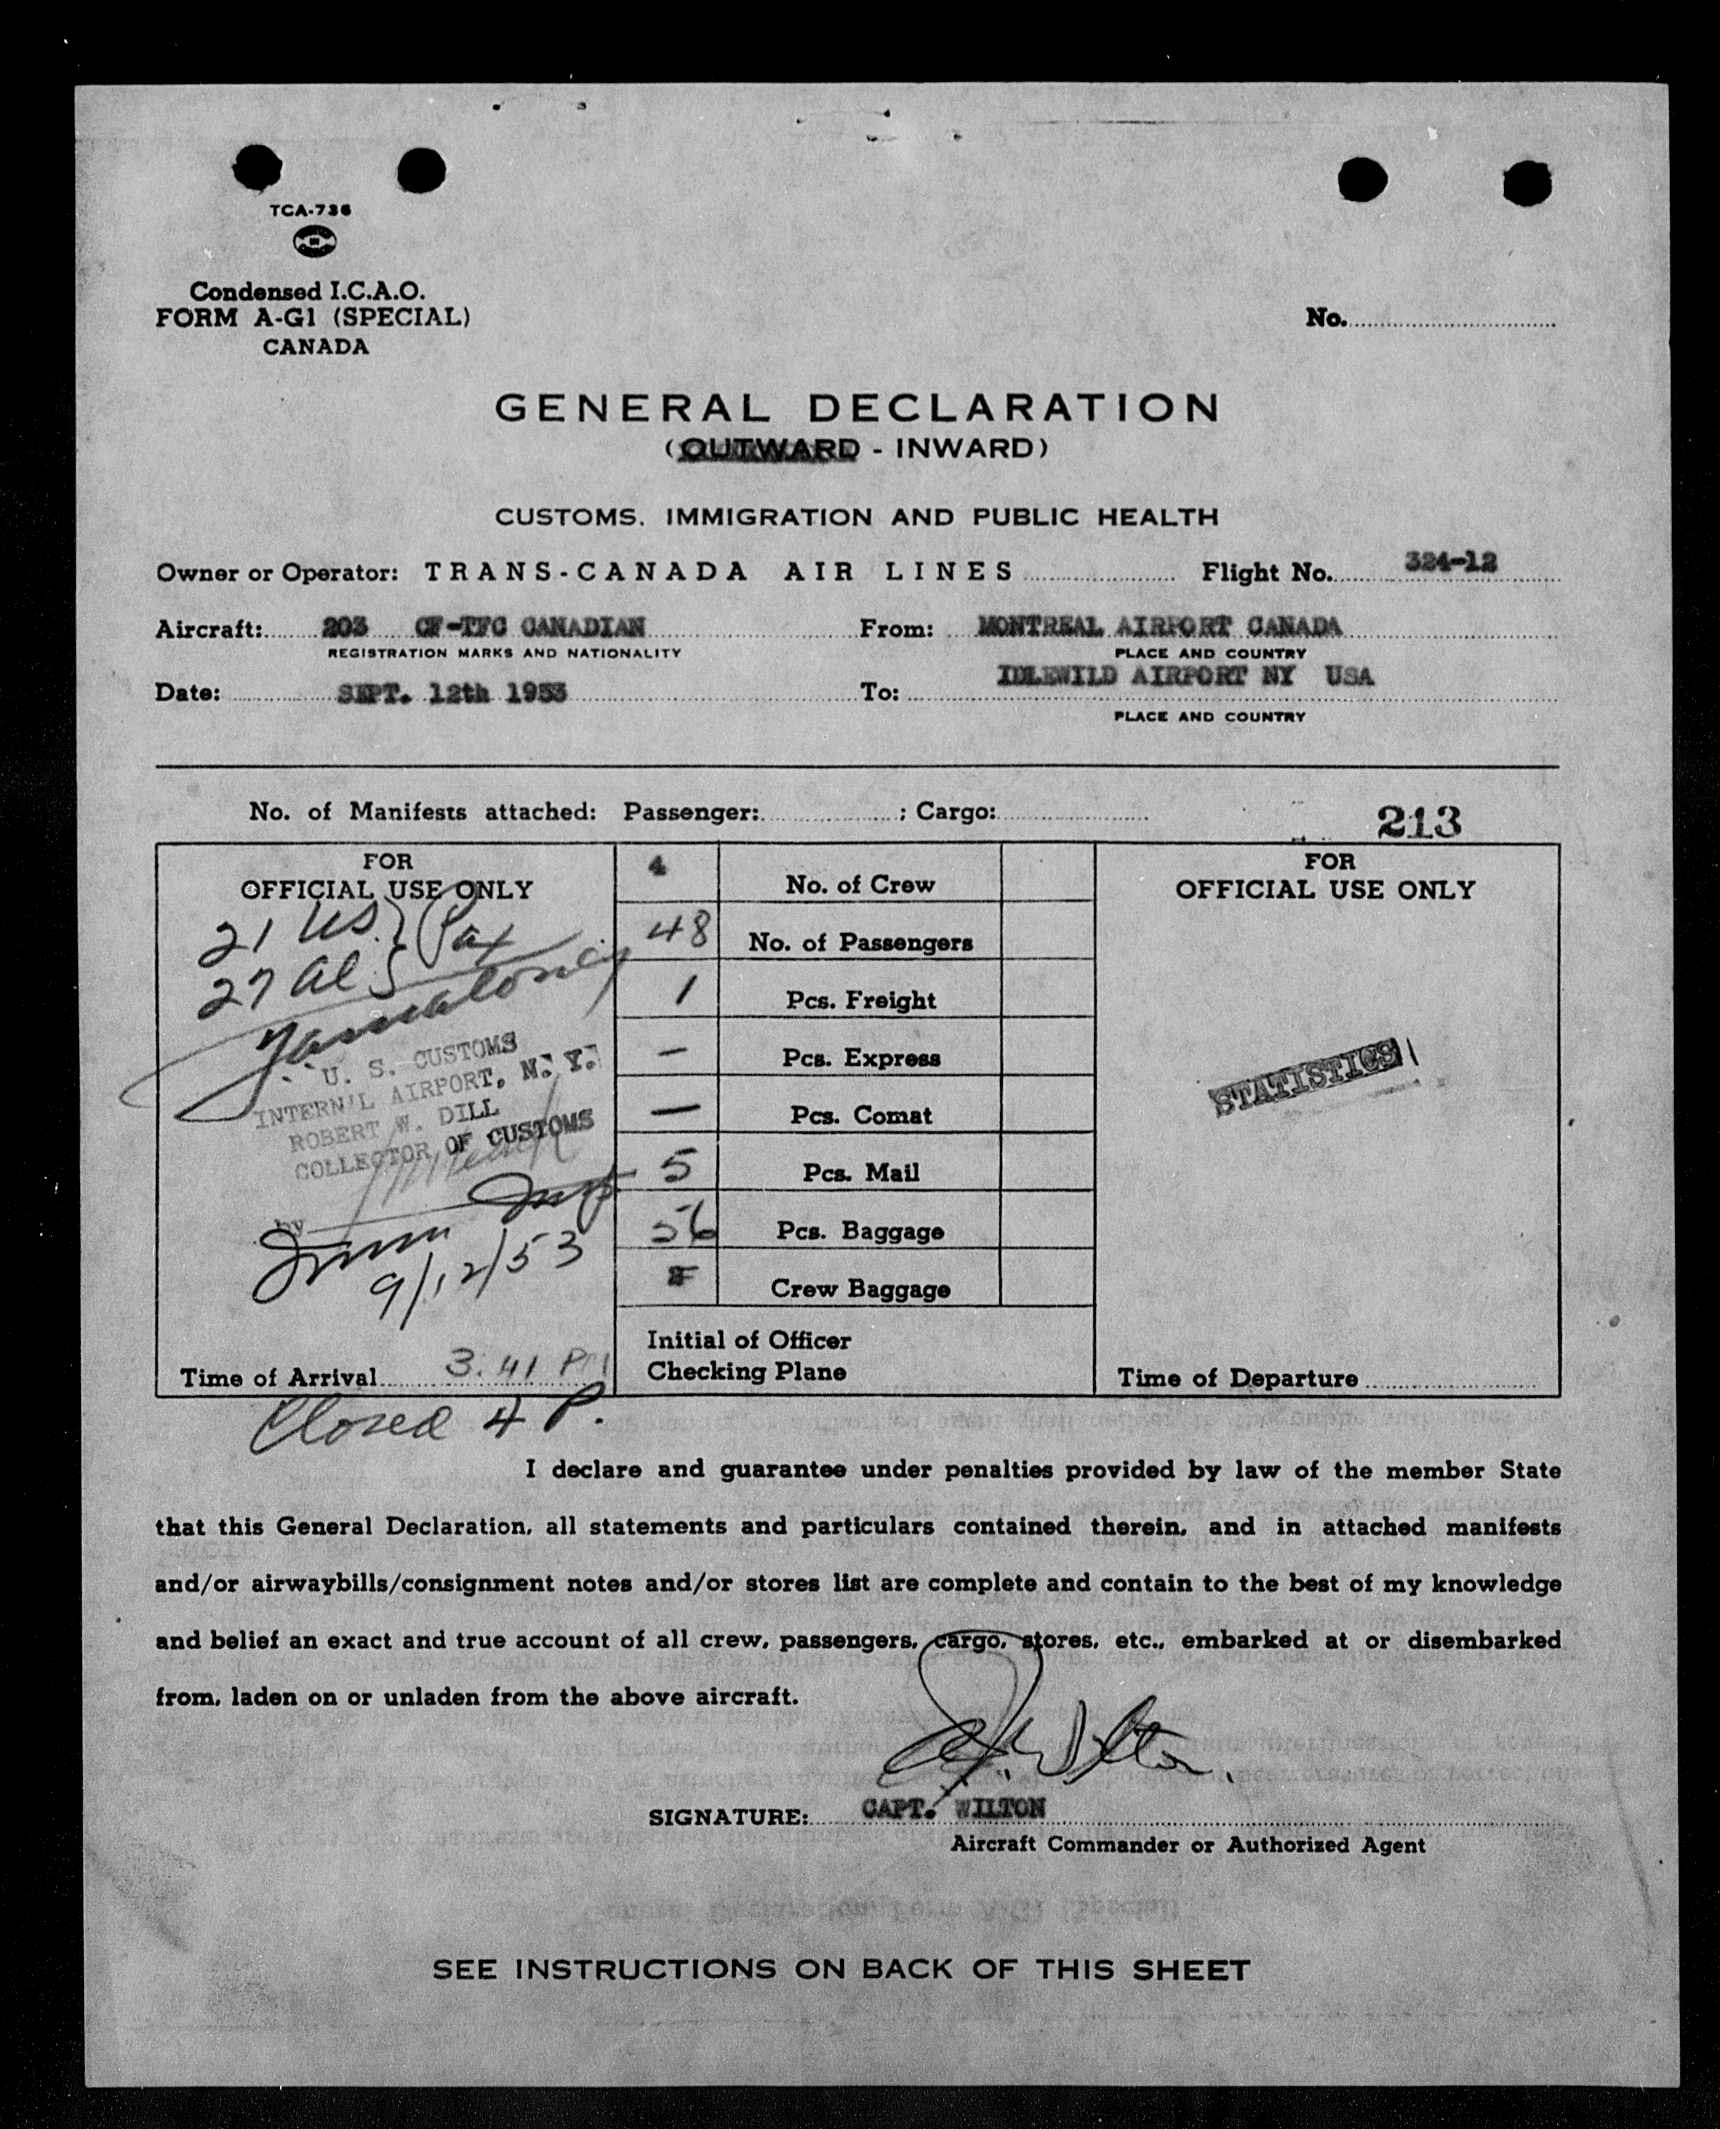 TCA-736
Condensed I.C.A.O.
FORM A-G1 (SPECIAL)
CANADA
No.
GENERAL DECLARATION
(OUTWARD - INWARD)
CUSTOMS, IMMIGRATION AND PUBLIC HEALTH
Owner or Operator: TRANS-CANADA AIR LINES Flight No. 324-12
Aircraft: 203 CF-TFC CANADIAN From: MONTREAL AIRPORT CANADA
REGISTRATION MARKS AND NATIONALITY PLACE AND COUNTRY
Date: SEPT. 12th 1953 To: IDLEWILD AIRPORT NY USA
PLACE AND COUNTRY
No. of Manifests attached: Passenger: ; Cargo:
213
FOR
OFFICIAL USE ONLY
21 US } Pax
27 al
U. S. CUSTOMS
INTERN'L AIRPORT, N. Y.
ROBERT W. DILL
COLLECTOR OF CUSTOMS
by
Insp
Imm
9/12/53
Time of Arrival 3.41 PM
4 No. of Crew
48 No. of Passengers
1 Pcs. Freight
— Pcs. Express
— Pcs. Comat
5 Pcs. Mail
56 Pcs. Baggage
Crew Baggage
Initial of Officer
Checking Plane
FOR
OFFICIAL USE ONLY
STATISTICS
Time of Departure
Closed 4 P.
I declare and guarantee under penalties provided by law of the member State
that this General Declaration, all statements and particulars contained therein, and in attached manifests
and/or airwaybills/consignment notes and/or stores list are complete and contain to the best of my knowledge
and belief an exact and true account of all crew, passengers, cargo, stores, etc., embarked at or disembarked
from, laden on or unladen from the above aircraft.
Wilton
SIGNATURE: CAPT. WILTON
Aircraft Commander or Authorized Agent
SEE INSTRUCTIONS ON BACK OF THIS SHEET